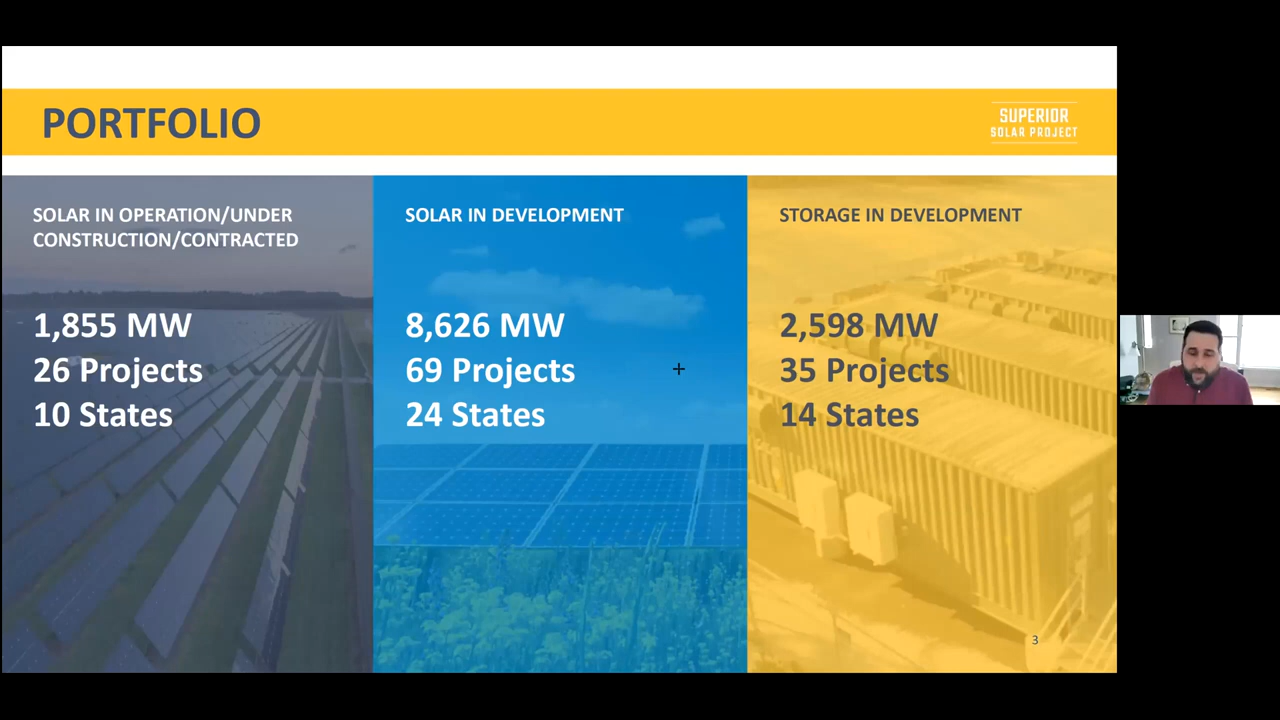 PORTFOLIO
SUPERIOR
SOLAR PROJECT
SOLAR IN OPERATION/UNDER
CONSTRUCTION/CONTRACTED
1,855 MW
26 Projects
10 States
SOLAR IN DEVELOPMENT
8,626 MW
69 Projects
24 States
STORAGE IN DEVELOPMENT
2,598 MW
35 Projects
14 States
3